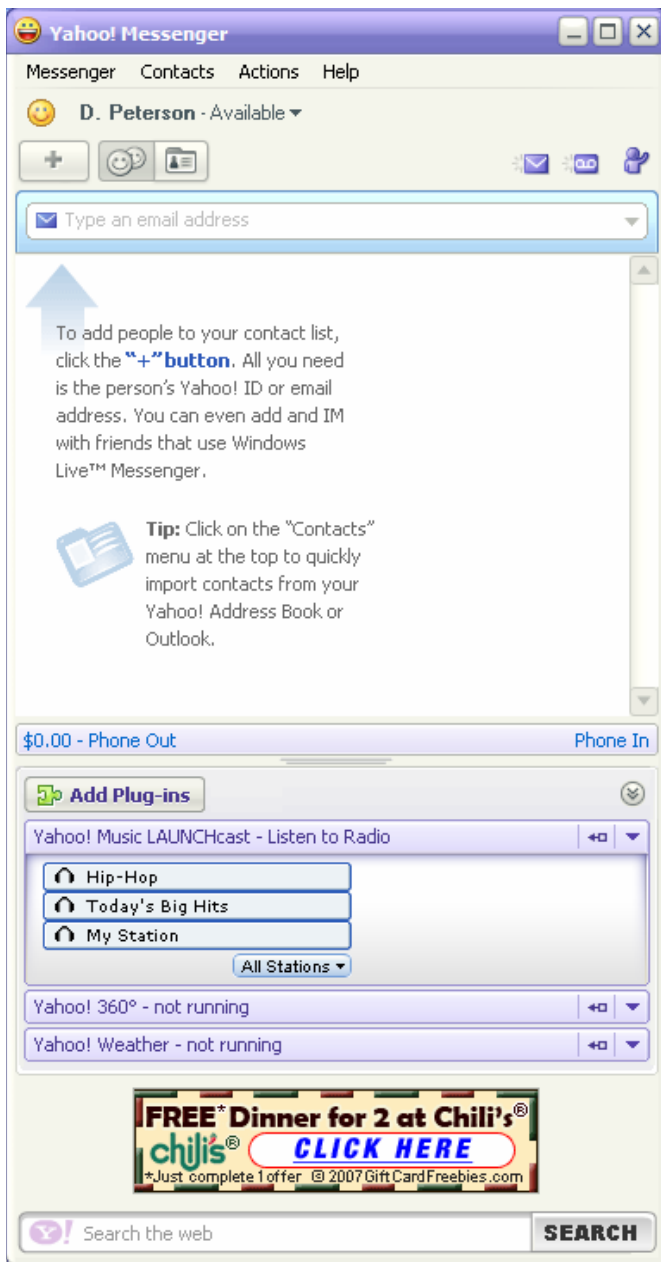 Yahoo! Messenger
Messenger Contacts Actions Help
D. Peterson - Available
Type an email address
To add people to your contact list,
click the “+” button. All you need
is the person’s Yahoo! ID or email
address. You can even add and IM
with friends that use Windows
Live™ Messenger.
Tip: Click on the “Contacts”
menu at the top to quickly
import contacts from your
Yahoo! Address Book or
Outlook.
$0.00 - Phone Out Phone In
Add Plug-ins
Yahoo! Music LAUNCHcast - Listen to Radio
Hip-Hop
Today's Big Hits
My Station
All Stations
Yahoo! 360° - not running
Yahoo! Weather - not running
FREE* Dinner for 2 at Chili's®
chili's® CLICK HERE
*Just complete 1 offer © 2007 GiftCardFreebies.com
Y! Search the web SEARCH